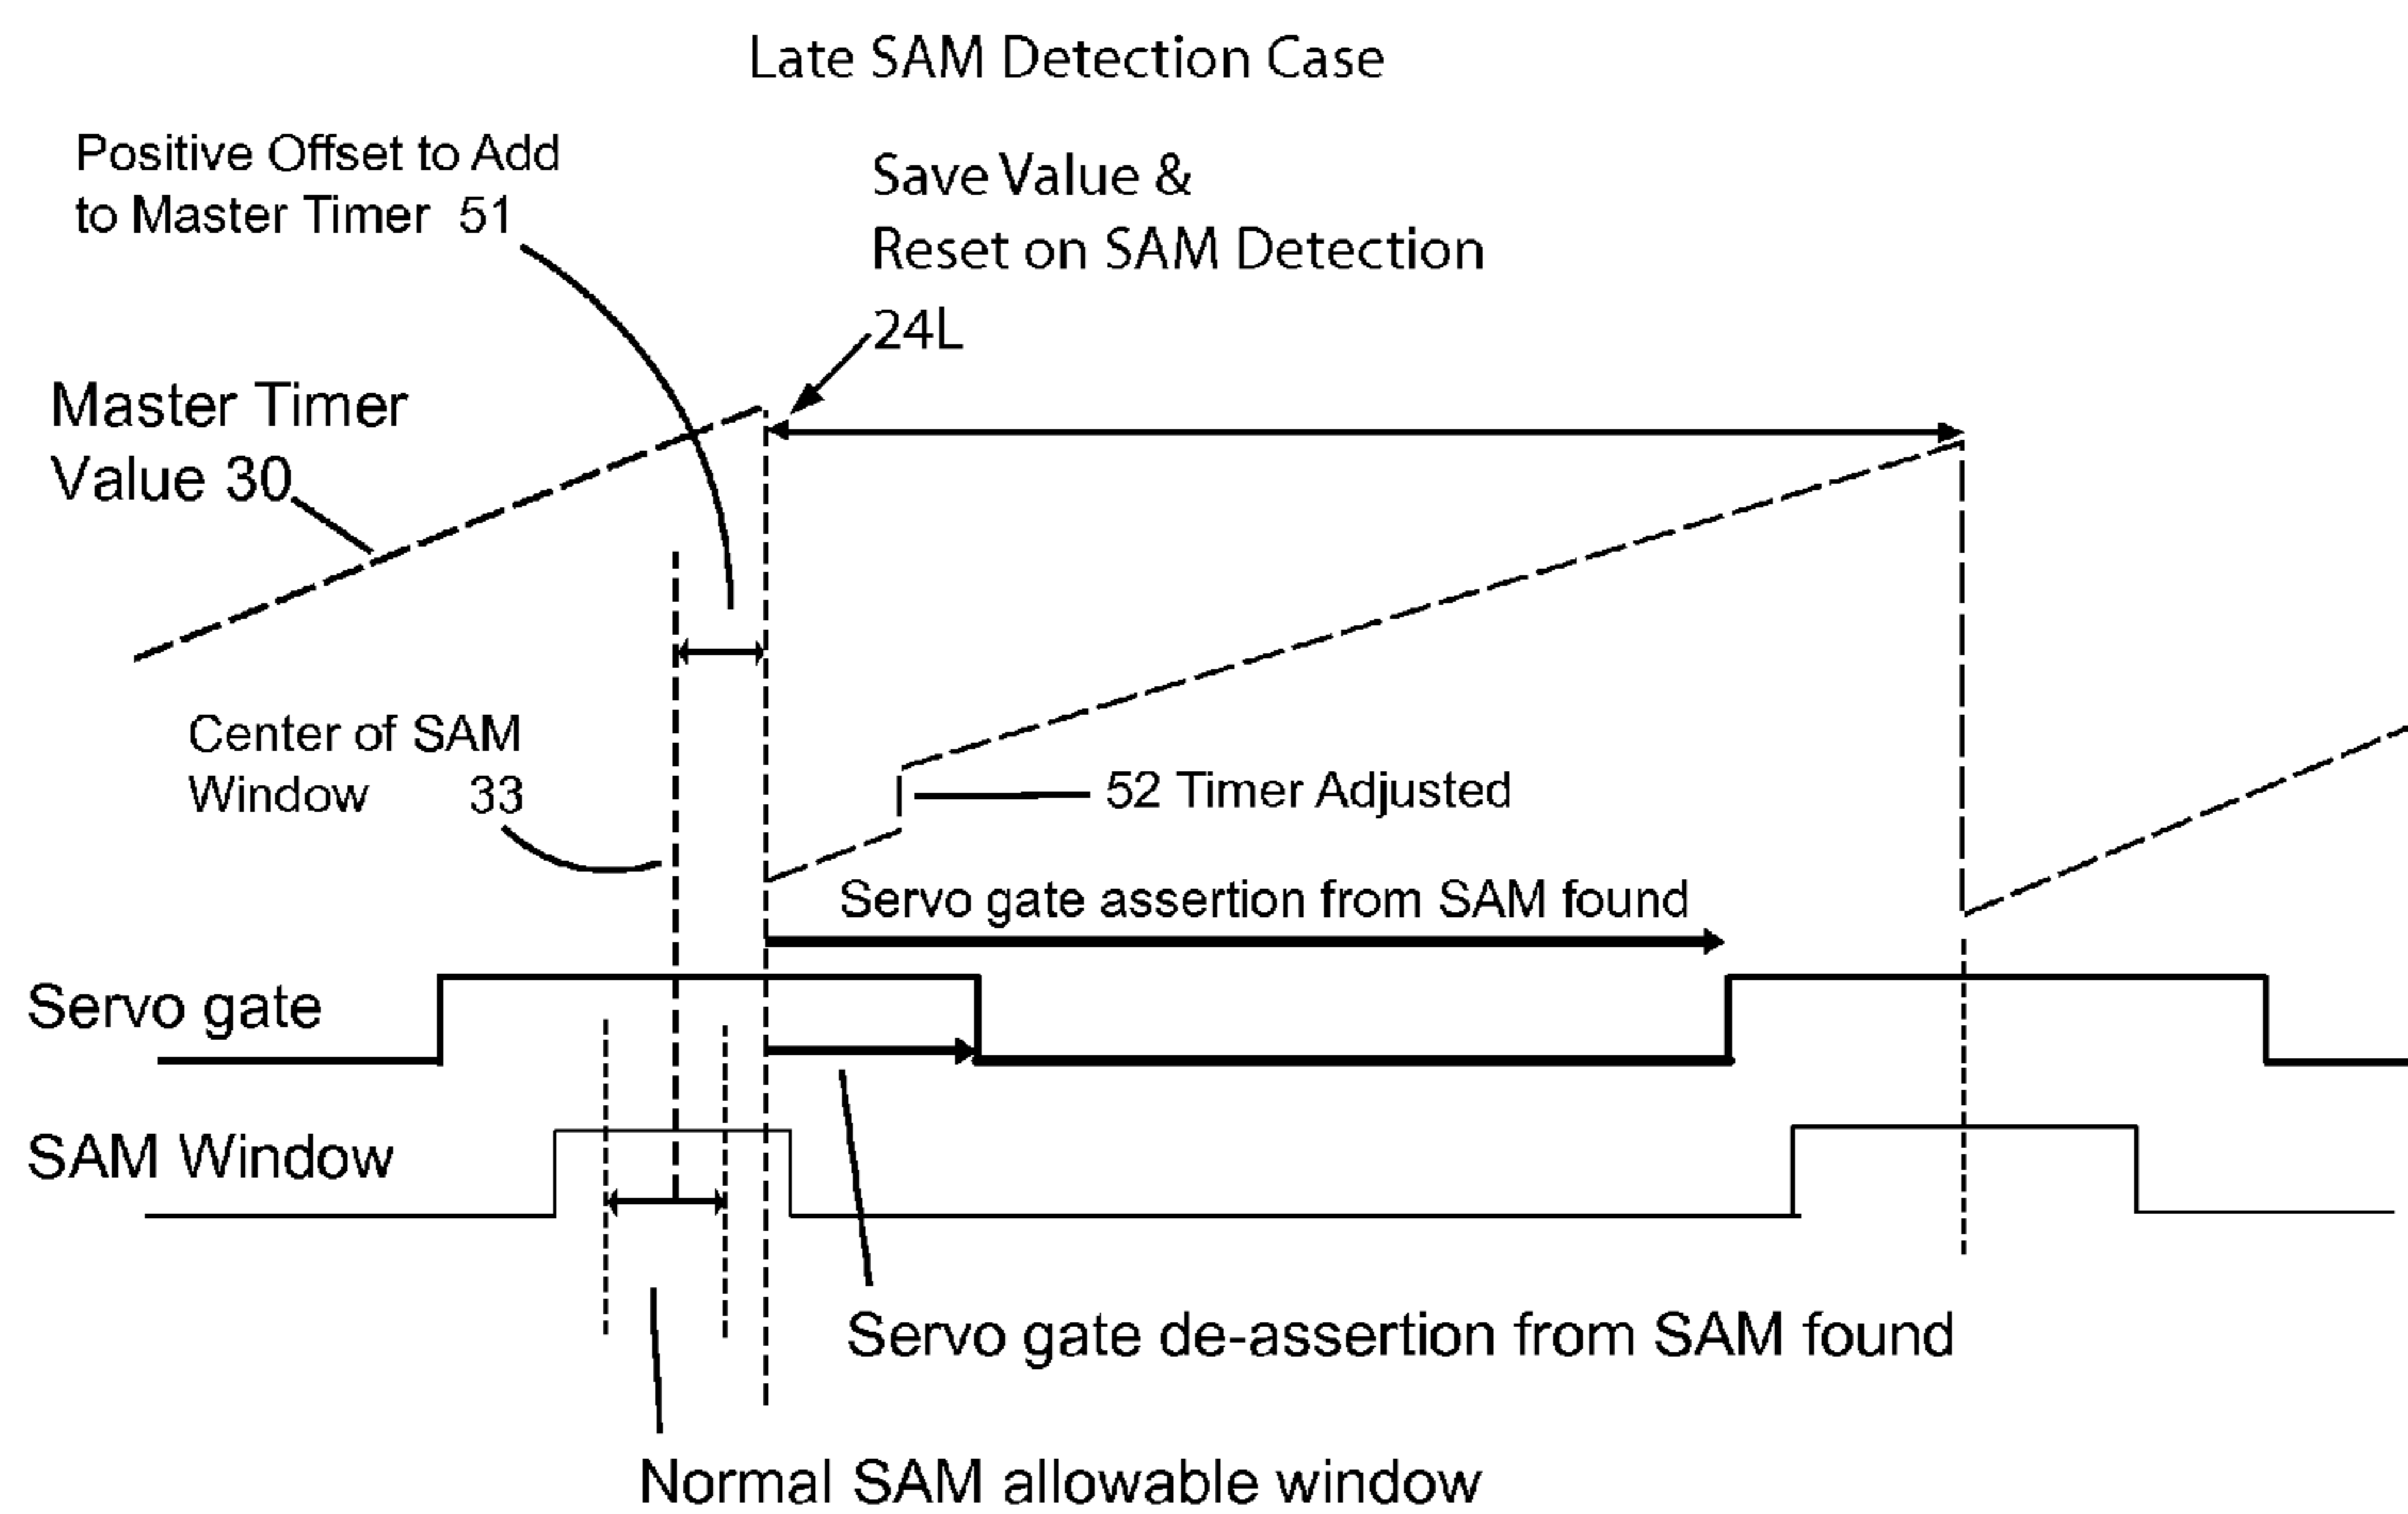 Late SAM Detection Case
Positive Offset to Add
to Master Timer 51
Save Value &
Reset on SAM Detection
24L
Master Timer
Value 30
Center of SAM
Window 33
52 Timer Adjusted
Servo gate assertion from SAM found
Servo gate
SAM Window
Servo gate de-assertion from SAM found
Normal SAM allowable window